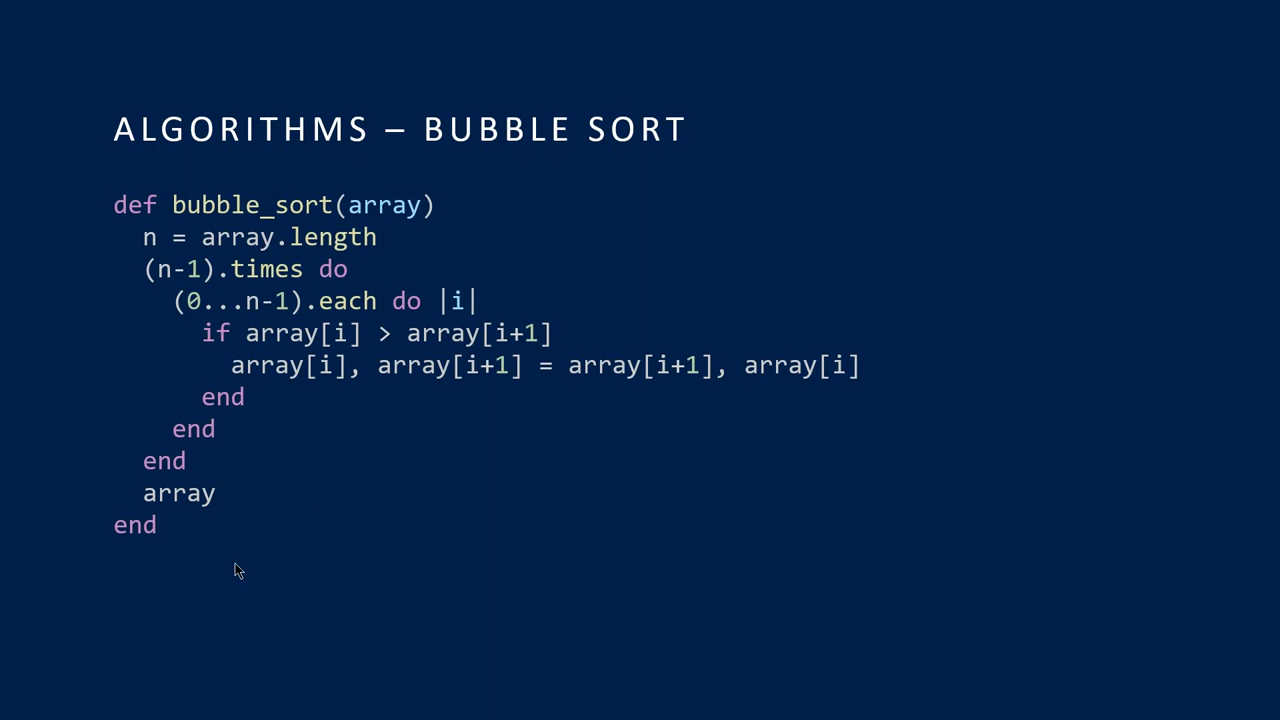 ALGORITHMS – BUBBLE SORT
def bubble_sort(array)
  n = array.length
  (n-1).times do
    (0...n-1).each do |i|
      if array[i] > array[i+1]
        array[i], array[i+1] = array[i+1], array[i]
      end
    end
  end
  array
end